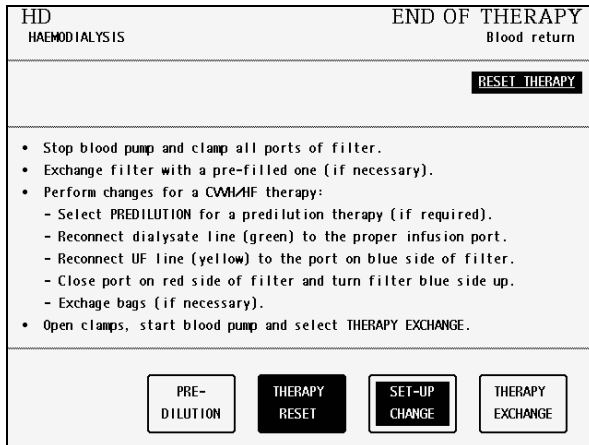 HD
END OF THERAPY
HAEMODIALYSIS
Blood return
RESET THERAPY
• Stop blood pump and clamp all ports of filter.
• Exchange filter with a pre-filled one (if necessary).
• Perform changes for a CVVH/HF therapy:
- Select PREDILUTION for a predilution therapy (if required).
- Reconnect dialysate line (green) to the proper infusion port.
- Reconnect UF line (yellow) to the port on blue side of filter.
- Close port on red side of filter and turn filter blue side up.
- Exchage bags (if necessary).
• Open clamps, start blood pump and select THERAPY EXCHANGE.
PRE-
DILUTION
THERAPY
RESET
SET-UP
CHANGE
THERAPY
EXCHANGE